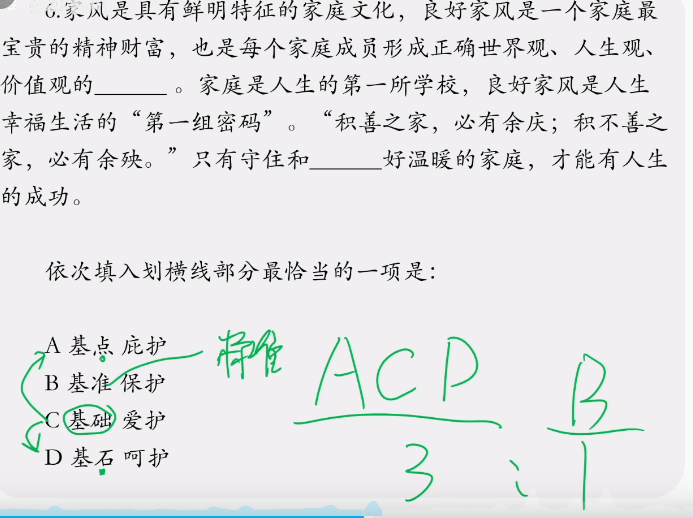 6.家风是具有鲜明特征的家庭文化，良好家风是一个家庭最
宝贵的精神财富，也是每个家庭成员形成正确世界观、人生观、
价值观的______ 。家庭是人生的第一所学校，良好家风是人生
幸福生活的“第一组密码”。“积善之家，必有余庆；积不善之
家，必有余殃。”只有守住和______好温暖的家庭，才能有人生
的成功。
依次填入划横线部分最恰当的一项是：
A 基点 庇护
B 基准 保护
C 基础 爱护
D 基石 呵护
ACD B
3 : 1